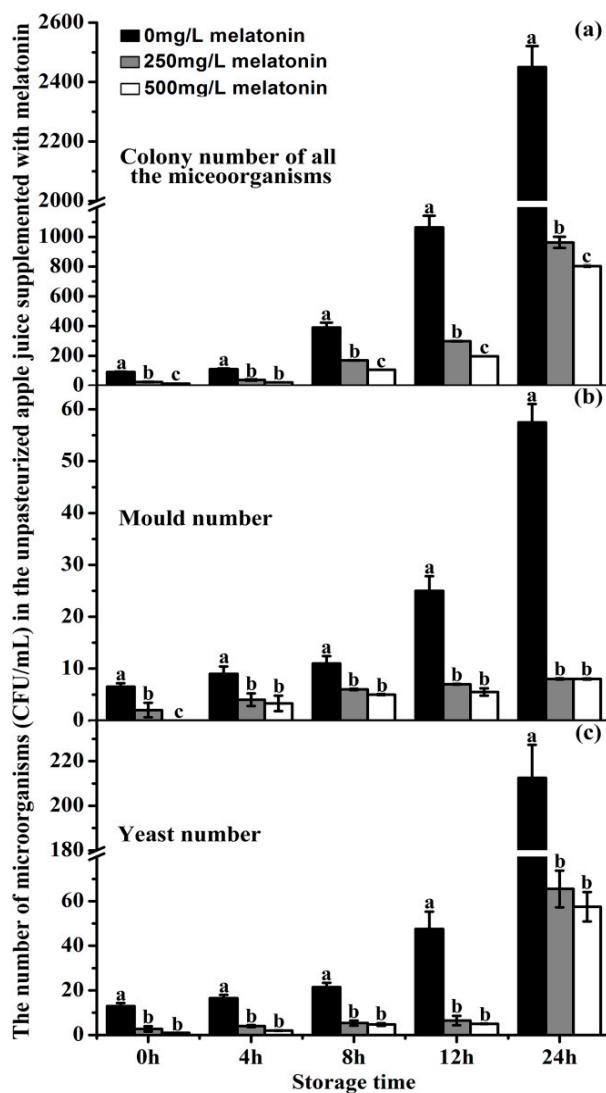 The number of microorganisms (CFU/mL) in the unpasteurized apple juice supplemented with melatonin
(a)
0mg/L melatonin
250mg/L melatonin
500mg/L melatonin
Colony number of all
the miceoorganisms
2600
2400
2200
2000
1000
800
600
400
200
0
a b c
a b b
a b c
a b c
a b c
(b)
Mould number
60
50
40
30
20
10
0
a b c
a b b
a b b
a b b
a b b
(c)
Yeast number
220
200
180
60
40
20
0
a b b
a b b
a b b
a b b
a b b
0h 4h 8h 12h 24h
Storage time